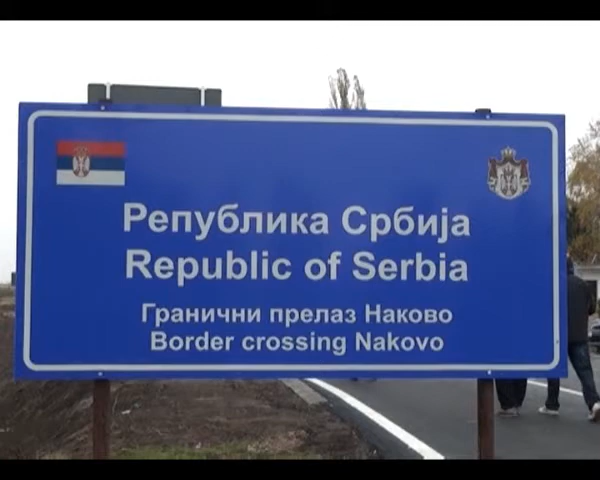 Република Србија
Republic of Serbia
Гранични прелаз Наково
Border crossing Nakovo